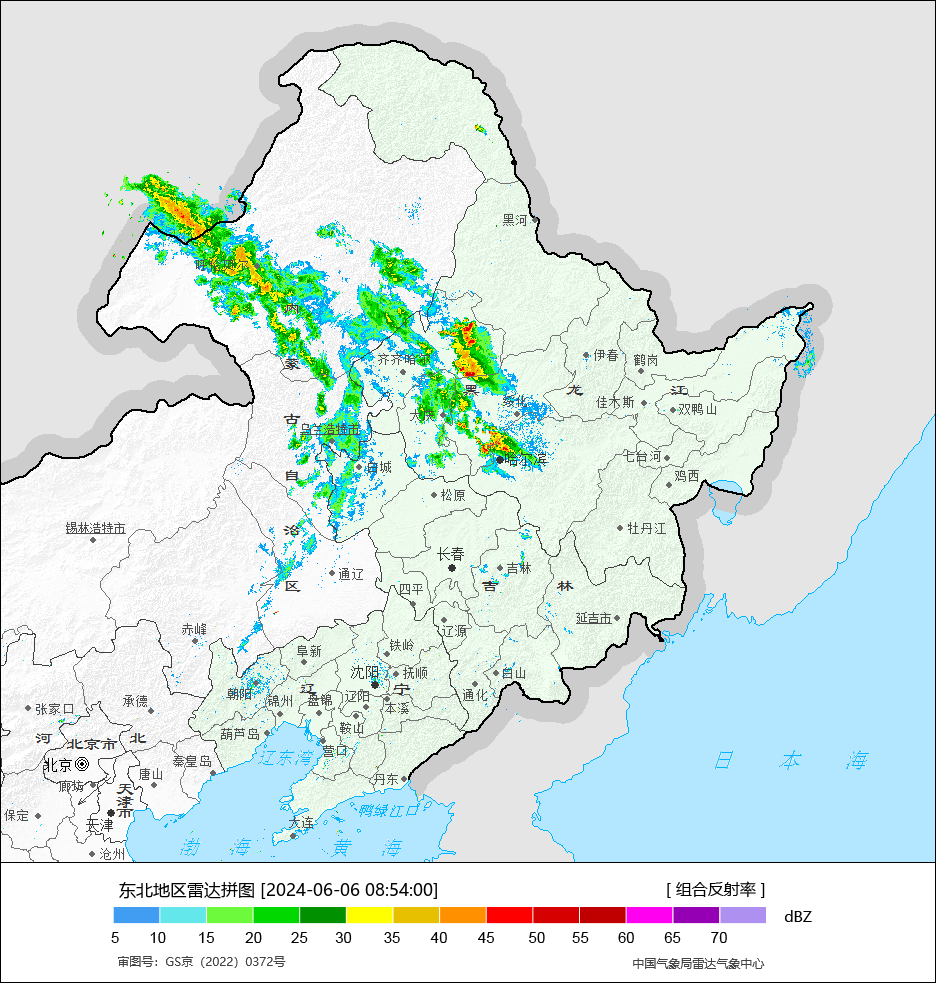 黑河
呼伦贝尔
内
伊春
鹤岗
齐齐哈尔
蒙
黑
龙
江
绥化
佳木斯
双鸭山
大庆
古
乌兰浩特市
七台河
哈尔滨
白城
自
鸡西
松原
锡林浩特市
治
牡丹江
长春
吉林
通辽
区
四平
吉
林
延吉市
赤峰
辽源
铁岭
阜新
沈阳
抚顺
白山
朝阳
辽
宁
通化
锦州
盘锦
辽阳
本溪
承德
张家口
鞍山
葫芦岛
河
北京市
北
营口
辽东湾
日 本 海
北京
秦皇岛
唐山
丹东
廊坊
天津市
鸭绿江口
保定
天津
大连
渤 海
黄 海
沧州
东北地区雷达拼图 [2024-06-06 08:54:00]
[ 组合反射率 ]
dBZ
5 10 15 20 25 30 35 40 45 50 55 60 65 70
审图号：GS京（2022）0372号
中国气象局雷达气象中心